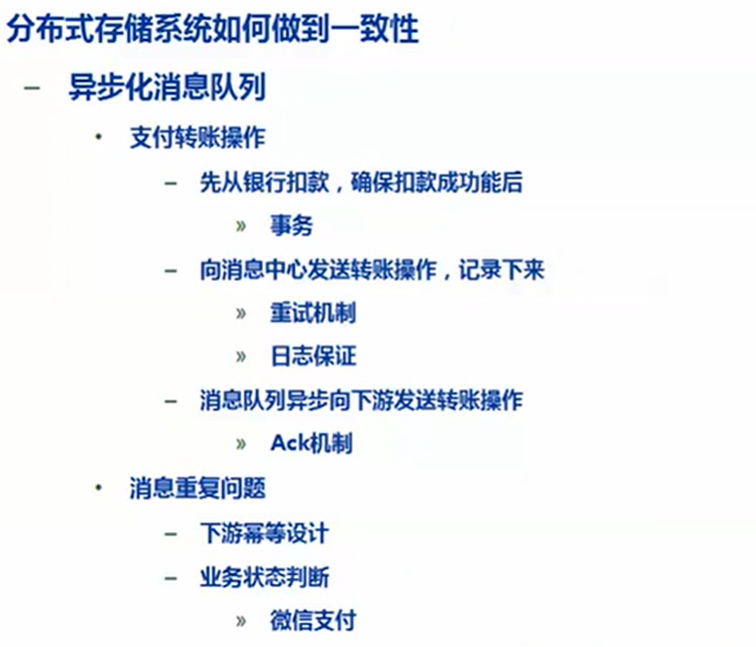 分布式存储系统如何做到一致性
– 异步化消息队列
• 支付转账操作
– 先从银行扣款，确保扣款成功能后
» 事务
– 向消息中心发送转账操作，记录下来
» 重试机制
» 日志保证
– 消息队列异步向下游发送转账操作
» Ack机制
• 消息重复问题
– 下游幂等设计
– 业务状态判断
» 微信支付